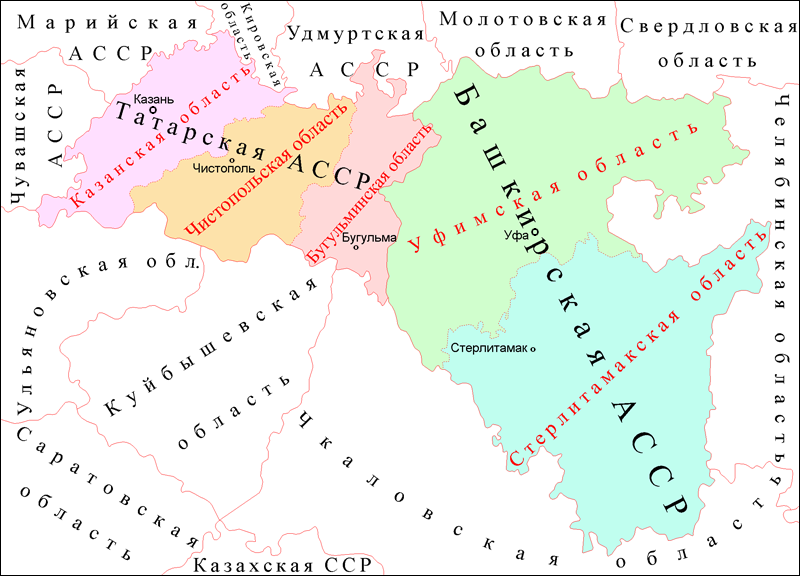 Марийская
АССР
Кировская
область
Удмуртская
АССР
Молотовская
область
Свердловская
область
Чувашская
АССР
Казань
Казанская область
Татарская АССР
Чистополь
Чистопольская область
Бугульминская область
Бугульма
Башкирская АССР
Уфимская область
Уфа
Стерлитамак
Стерлитамакская область
Челябинская область
Ульяновская обл.
Куйбышевская
область
Чкаловская область
Саратовская
область
Казахская ССР